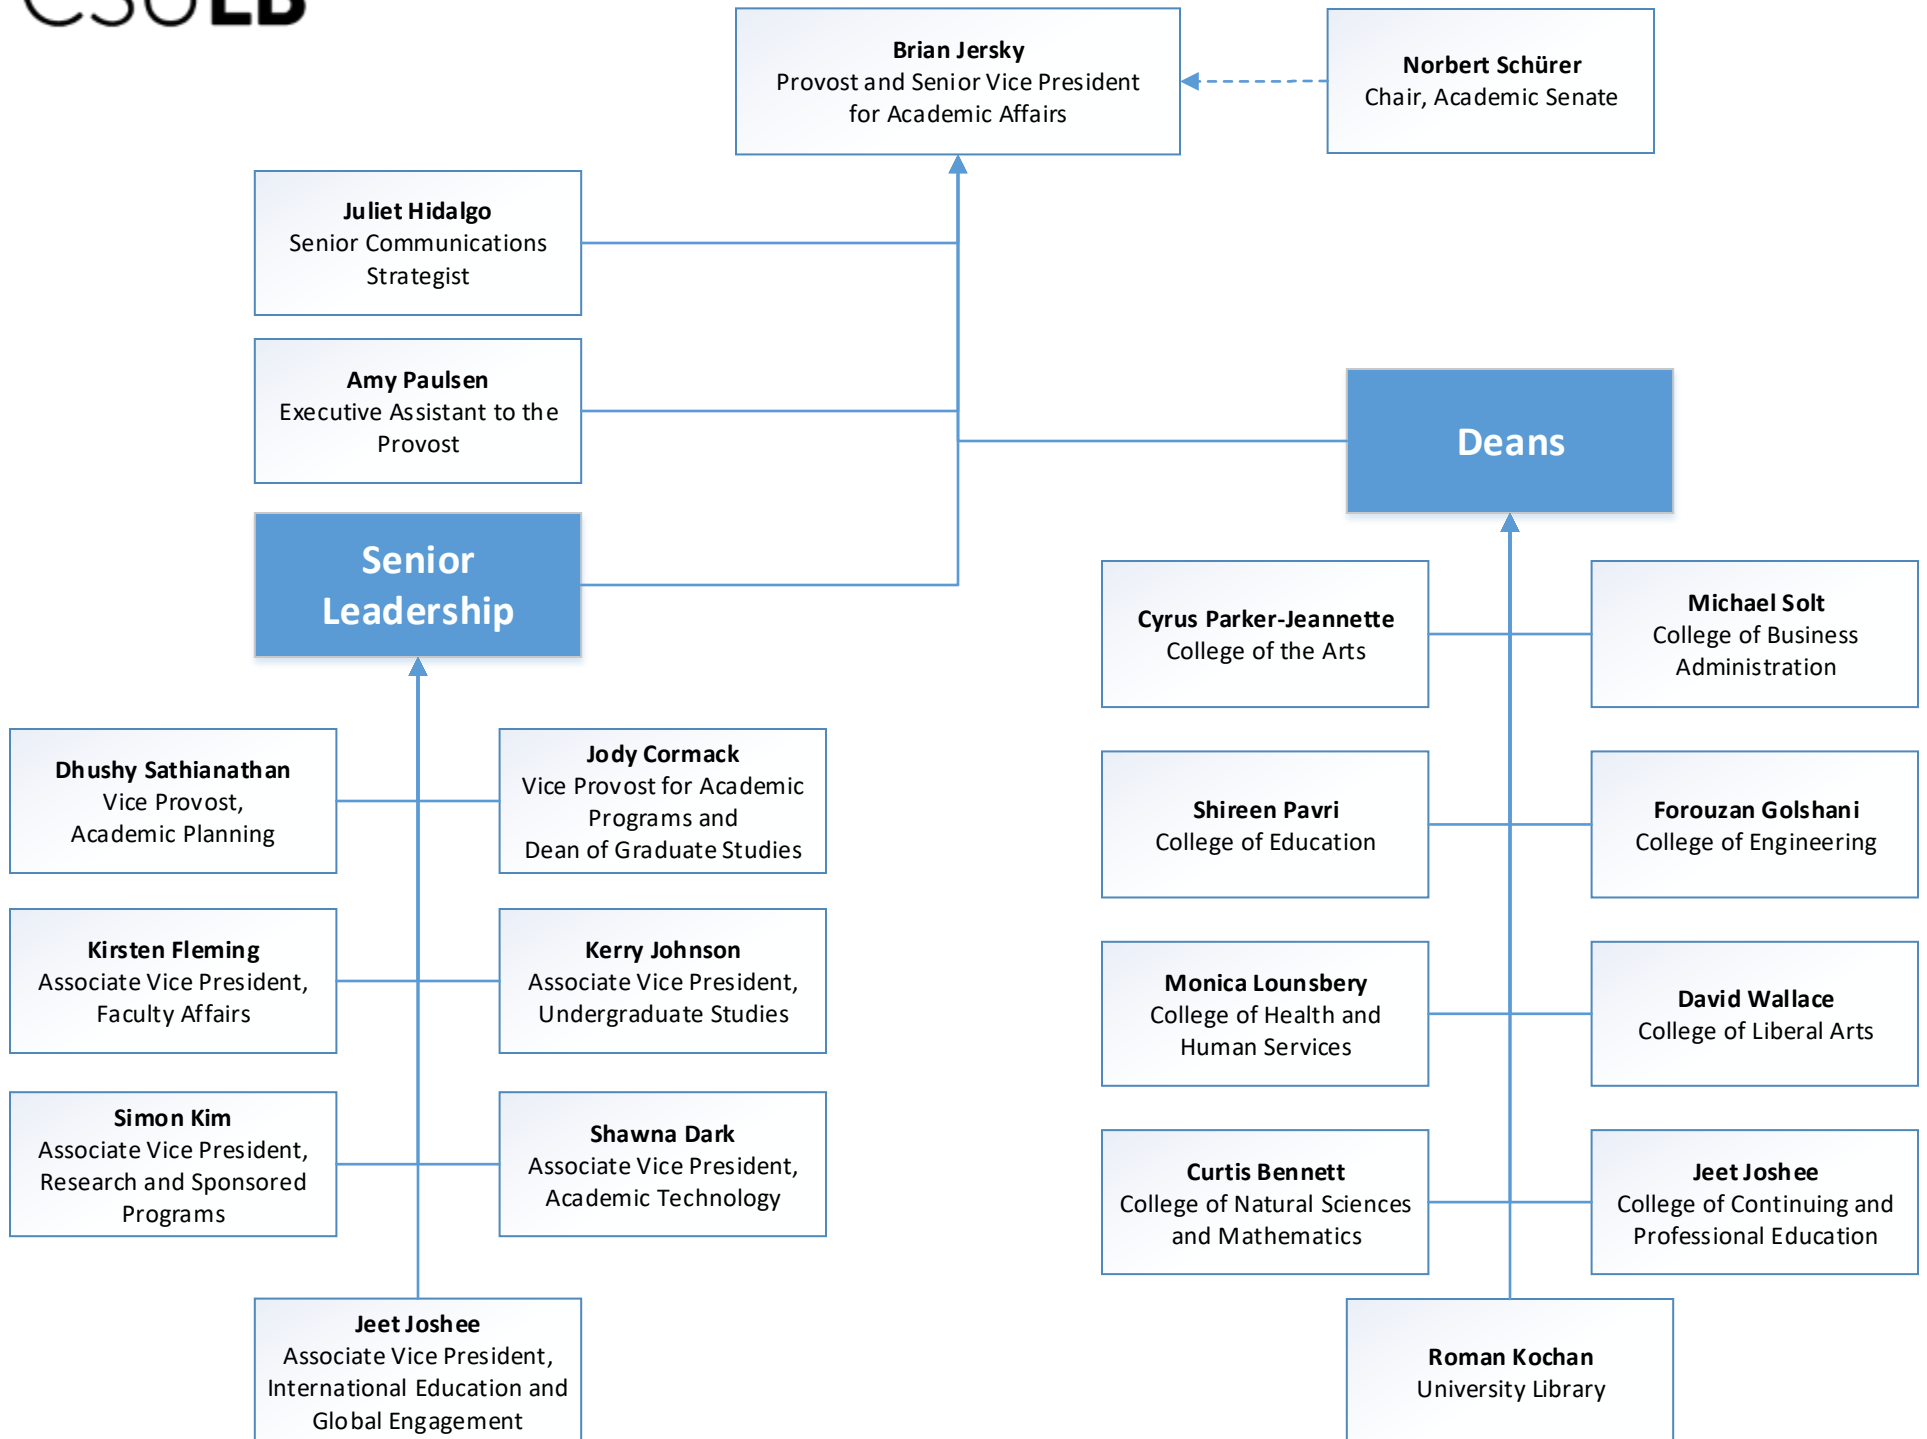 CSULB
Brian Jersky
Provost and Senior Vice President
for Academic Affairs
Norbert Schürer
Chair, Academic Senate
Juliet Hidalgo
Senior Communications
Strategist
Amy Paulsen
Executive Assistant to the
Provost
Deans
Senior
Leadership
Cyrus Parker-Jeannette
College of the Arts
Michael Solt
College of Business
Administration
Shireen Pavri
College of Education
Forouzan Golshani
College of Engineering
Monica Lounsbery
College of Health and
Human Services
David Wallace
College of Liberal Arts
Curtis Bennett
College of Natural Sciences
and Mathematics
Jeet Joshee
College of Continuing and
Professional Education
Roman Kochan
University Library
Dhushy Sathianathan
Vice Provost,
Academic Planning
Jody Cormack
Vice Provost for Academic
Programs and
Dean of Graduate Studies
Kirsten Fleming
Associate Vice President,
Faculty Affairs
Kerry Johnson
Associate Vice President,
Undergraduate Studies
Simon Kim
Associate Vice President,
Research and Sponsored
Programs
Shawna Dark
Associate Vice President,
Academic Technology
Jeet Joshee
Associate Vice President,
International Education and
Global Engagement